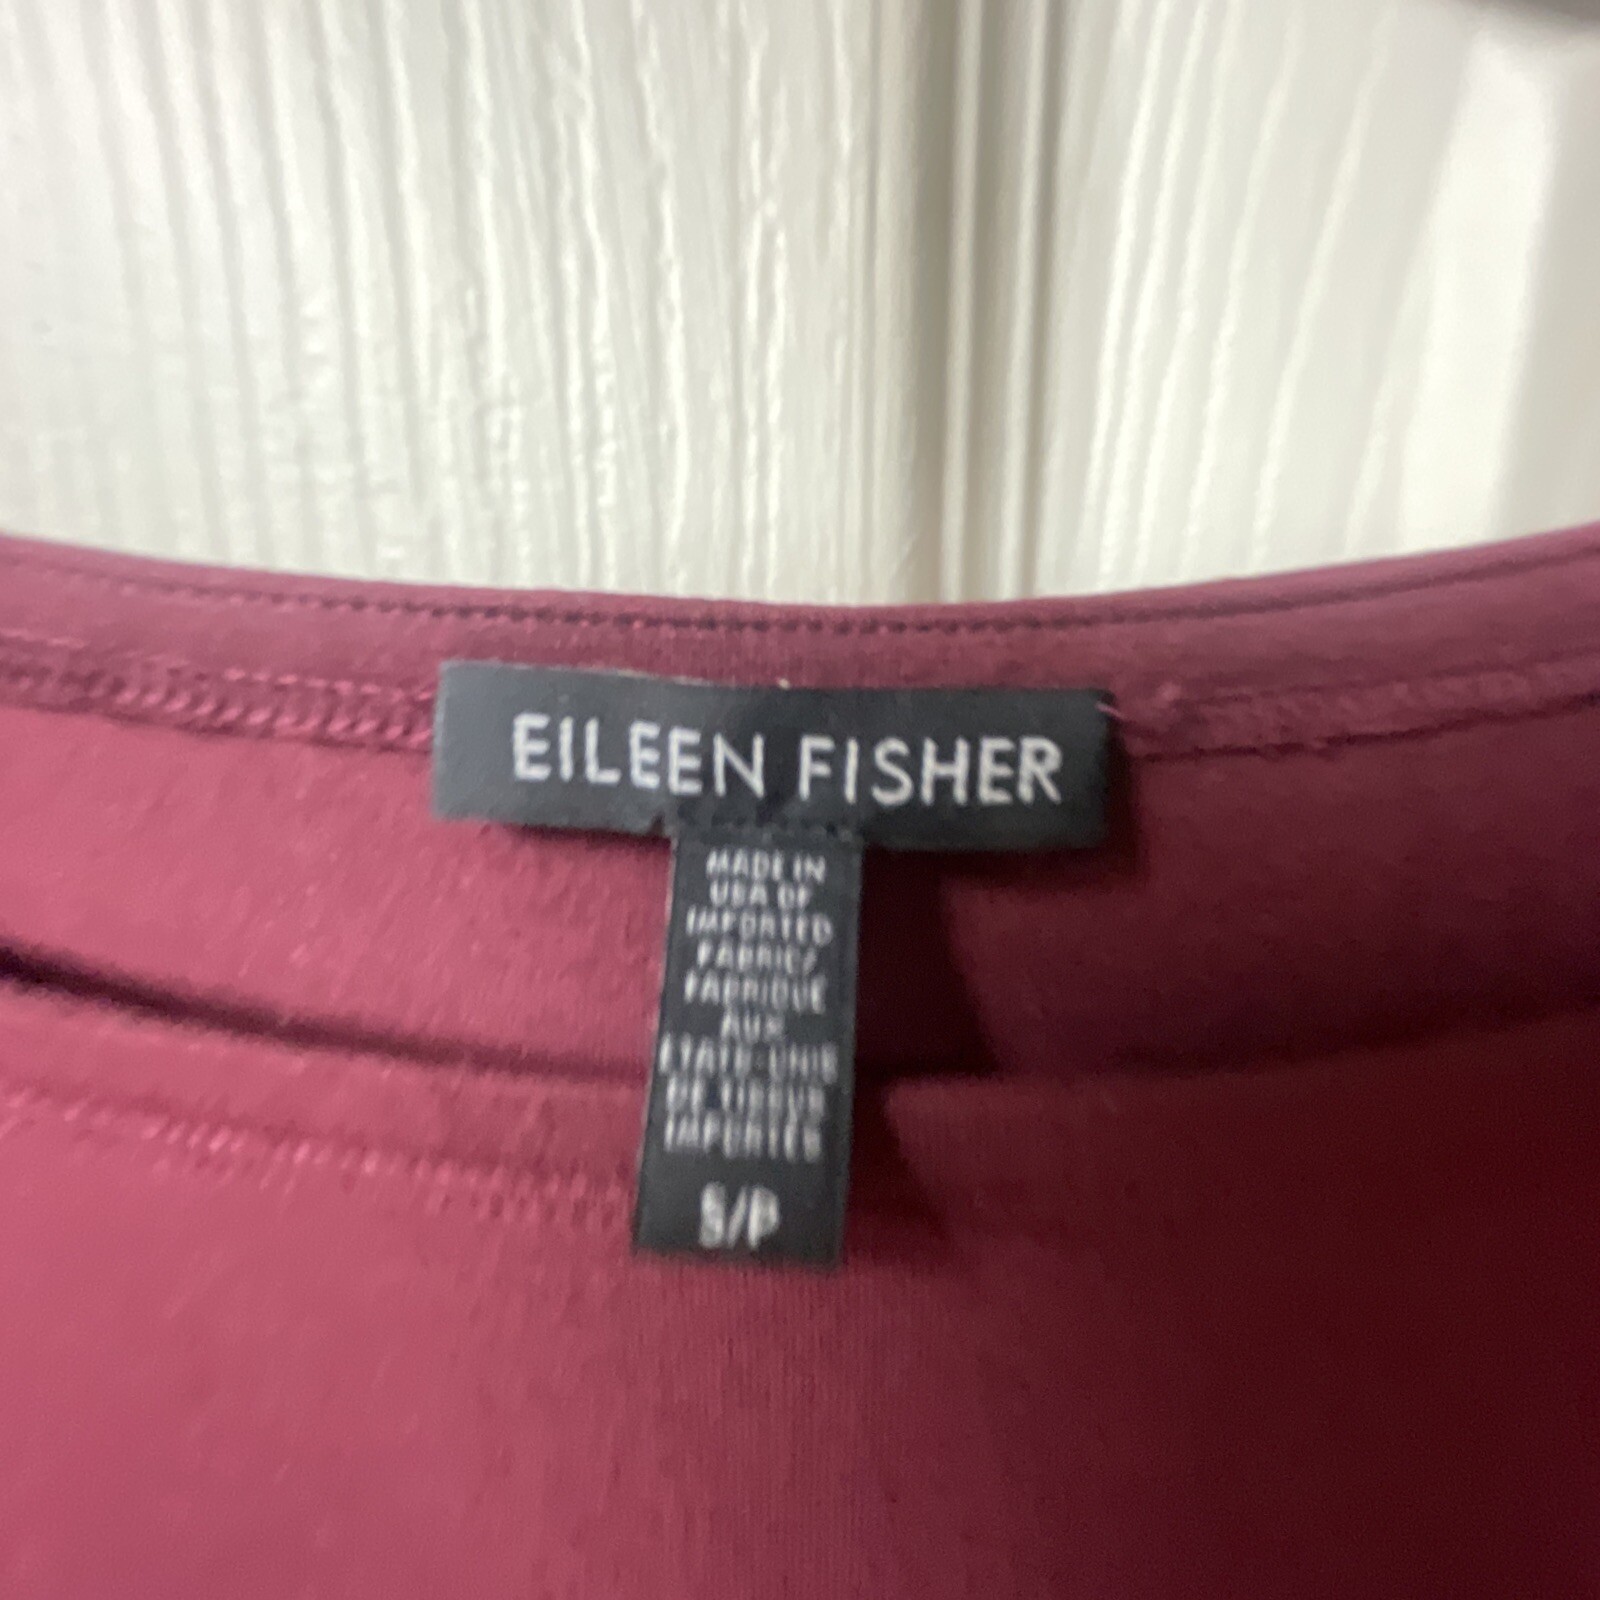 EILEEN FISHER
MADE IN
USA OF
IMPORTED
FABRIC/
FABRIQUE
AUX
ETATS-UNIS
DE TISSUS
IMPORTES
S/P